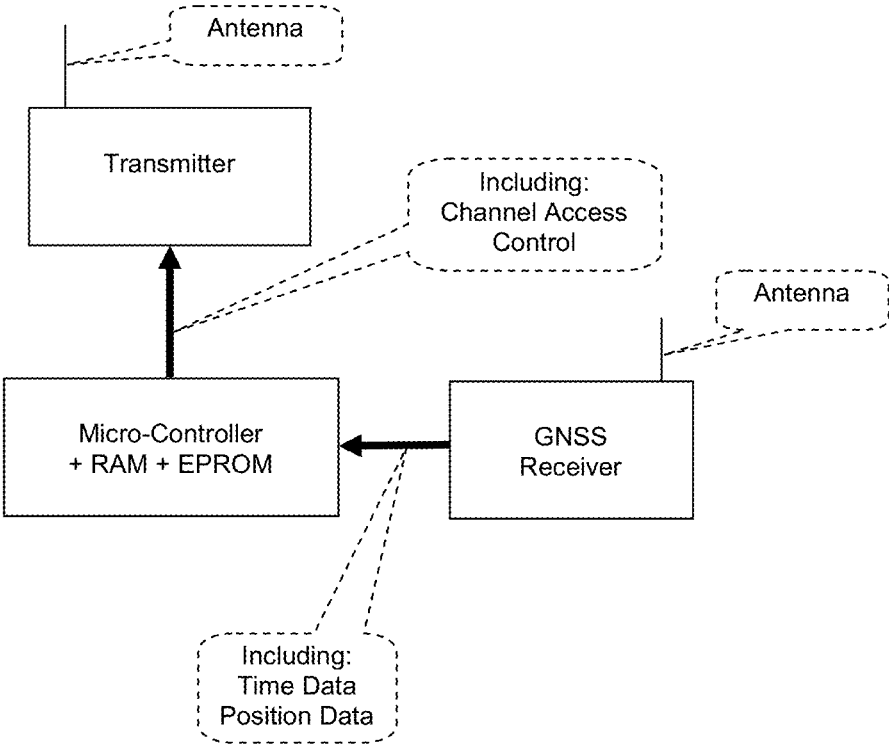 Antenna
Transmitter
Including:
Channel Access
Control
Antenna
Micro-Controller
+ RAM + EPROM
GNSS
Receiver
Including:
Time Data
Position Data